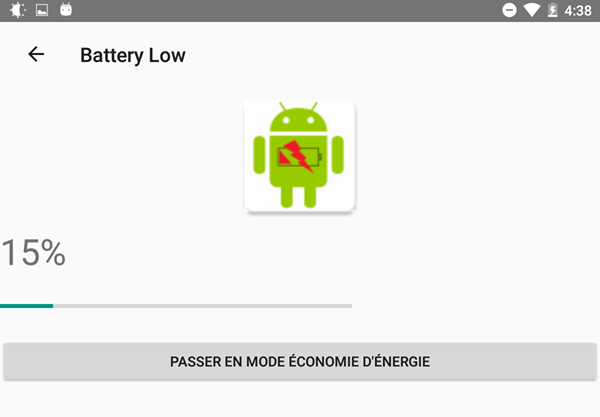 4:38
Battery Low
15%
PASSER EN MODE ÉCONOMIE D'ÉNERGIE